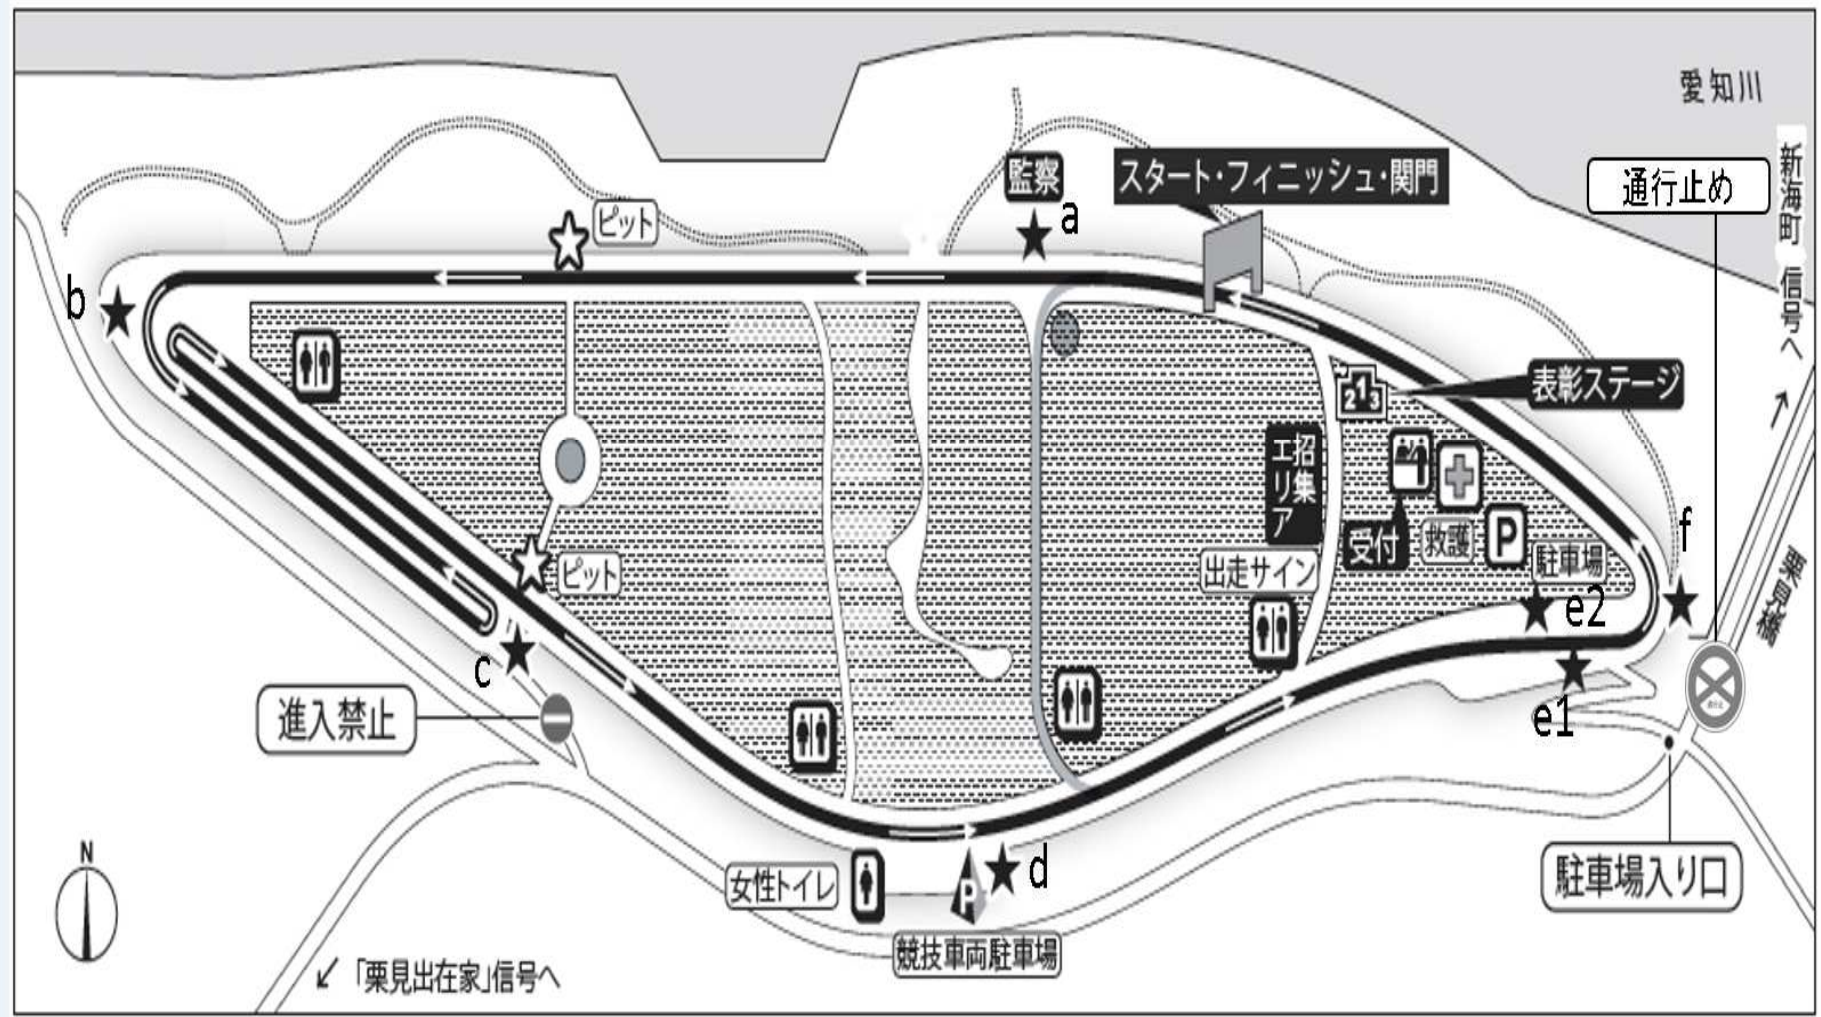 愛知川
新海町 信号へ
通行止め
スタート・フィニッシュ・関門
監察
a
ピット
b
表彰ステージ
213
招集
エリア
f
受付
救護
P
駐車場
出走サイン
e2
栗見橋
ピット
c
e1
進入禁止
d
女性トイレ
P
駐車場入り口
競技車両駐車場
N
「栗見出在家」信号へ